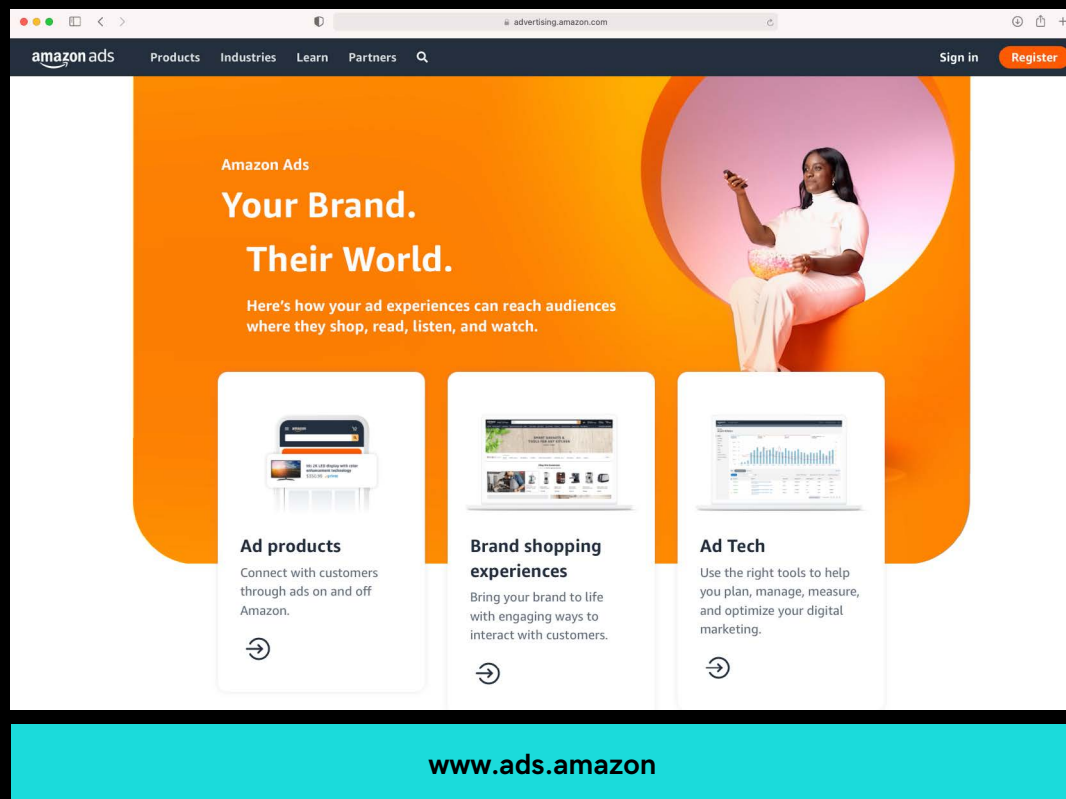 advertising.amazon.com
amazon ads
Products Industries Learn Partners
Sign in Register
Amazon Ads
Your Brand.
Their World.
Here's how your ad experiences can reach audiences
where they shop, read, listen, and watch.
amazon
Ad products
Connect with customers
through ads on and off
Amazon.
Brand shopping
experiences
Bring your brand to life
with engaging ways to
interact with customers.
Ad Tech
Use the right tools to help
you plan, manage, measure,
and optimize your digital
marketing.
www.ads.amazon